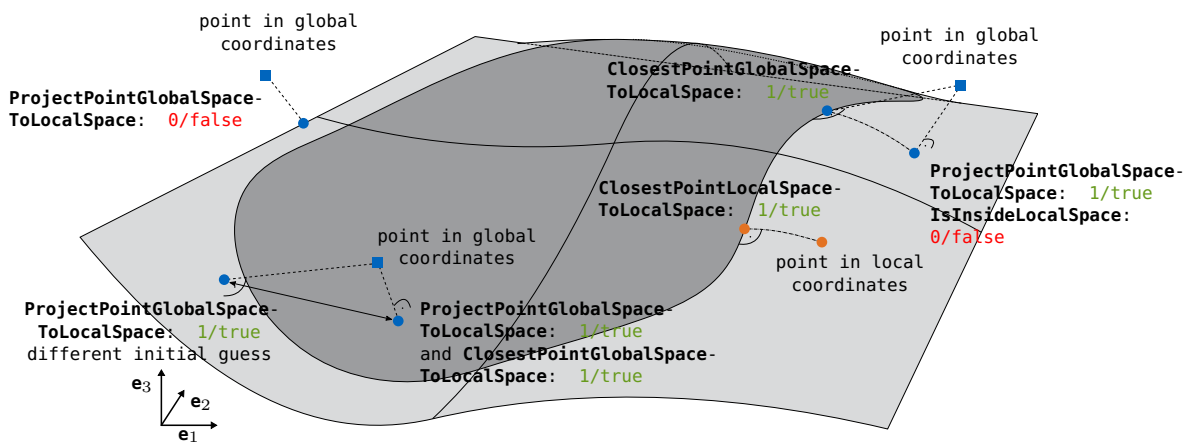 point in global
coordinates
ProjectPointGlobalSpace-
ToLocalSpace: 0/false
ClosestPointGlobalSpace-
ToLocalSpace: 1/true
point in global
coordinates
ProjectPointGlobalSpace-
ToLocalSpace: 1/true
IsInsideLocalSpace:
0/false
ClosestPointLocalSpace-
ToLocalSpace: 1/true
point in local
coordinates
point in global
coordinates
ProjectPointGlobalSpace-
ToLocalSpace: 1/true
different initial guess
ProjectPointGlobalSpace-
ToLocalSpace: 1/true
and ClosestPointGlobalSpace-
ToLocalSpace: 1/true
e₃
e₂
e₁